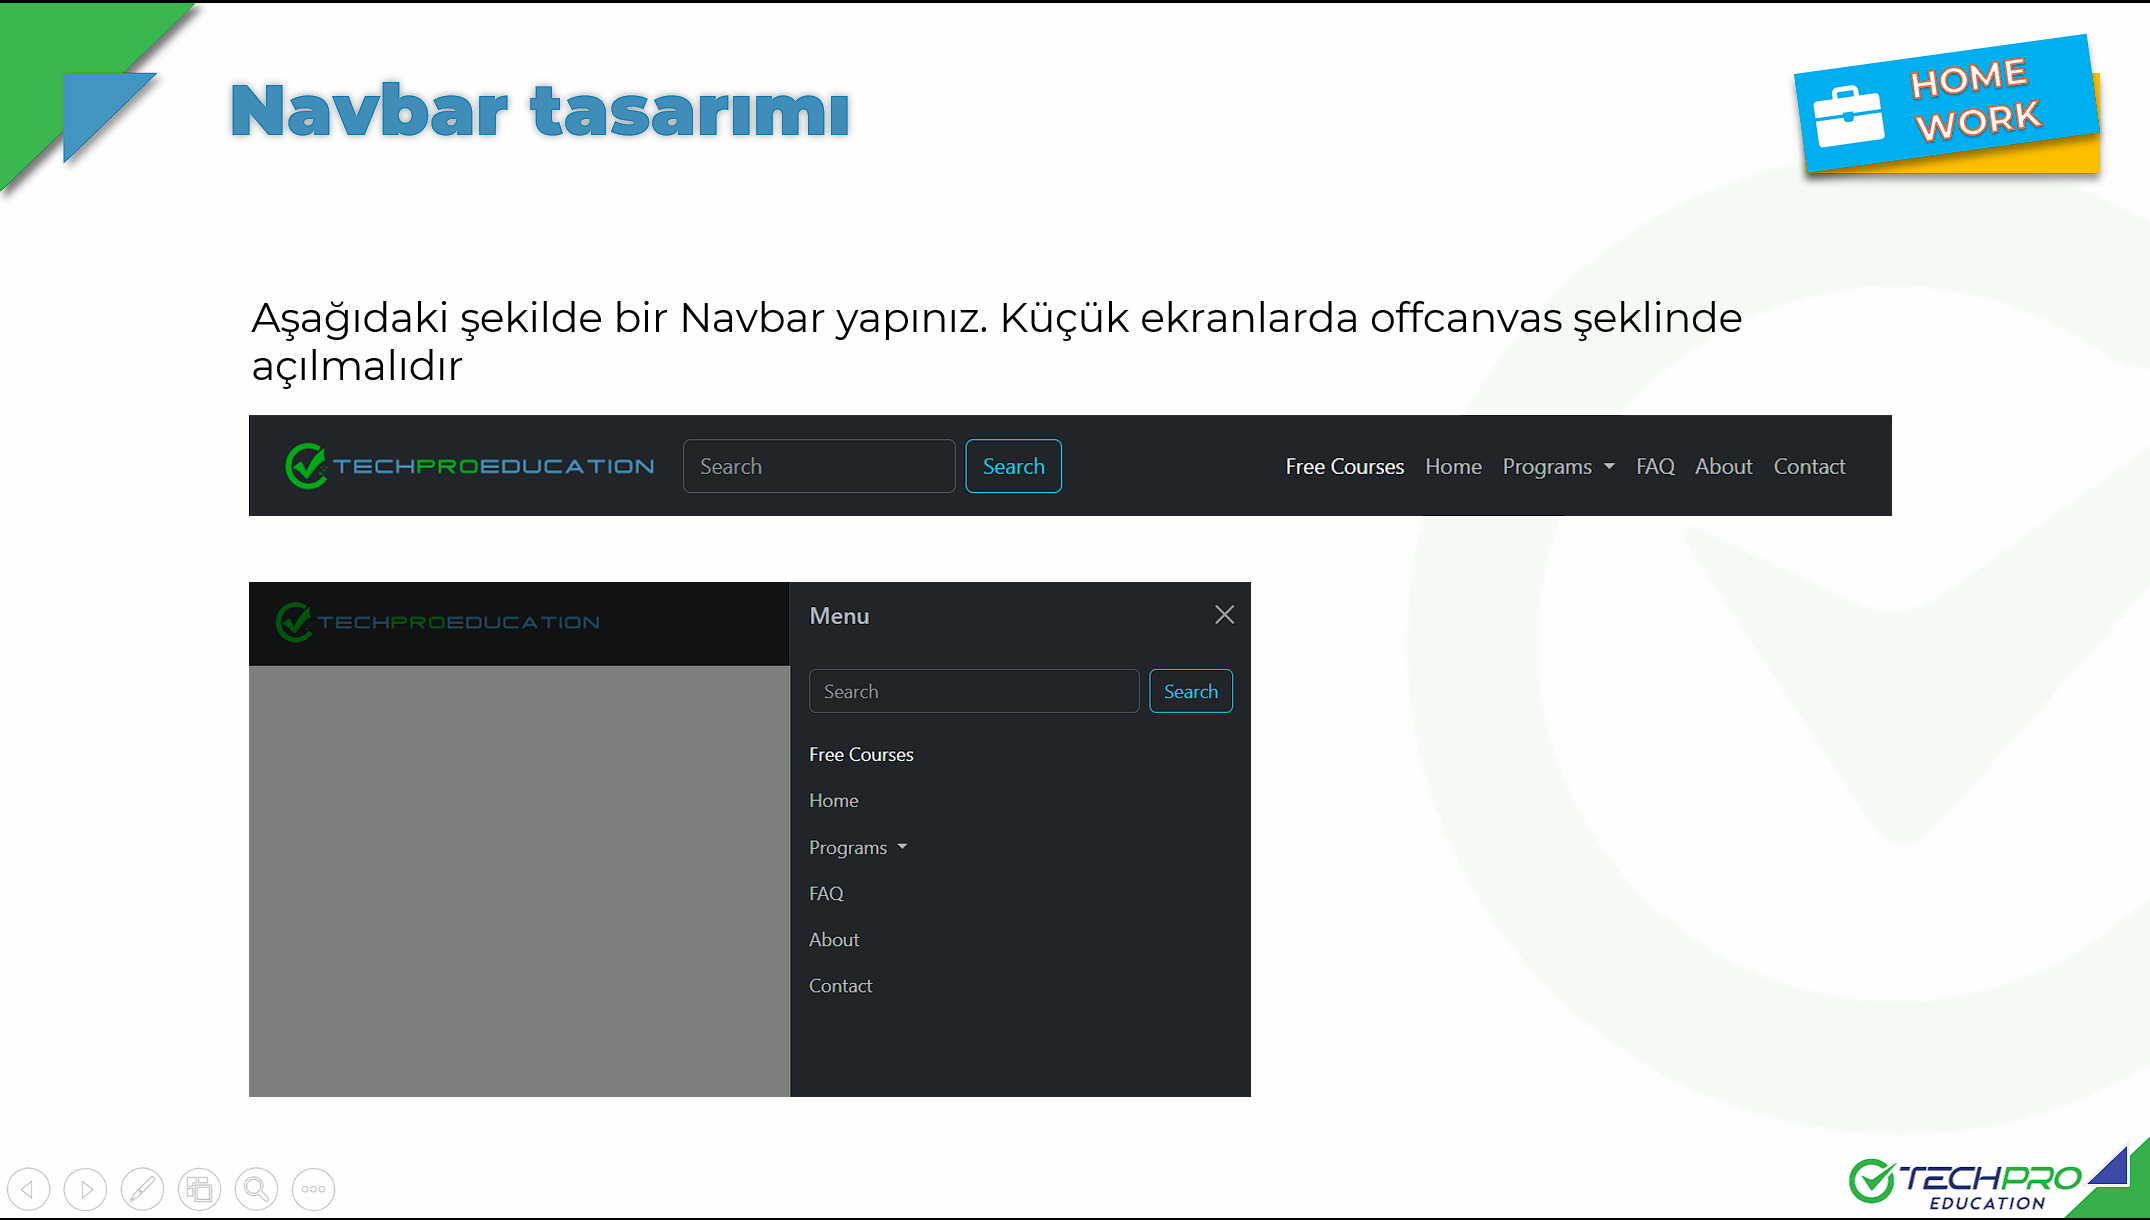 Navbar tasarımı
HOME
WORK
Aşağıdaki şekilde bir Navbar yapınız. Küçük ekranlarda offcanvas şeklinde
açılmalıdır
TECHPROEDUCATION Search Search Free Courses Home Programs FAQ About Contact
TECHPROEDUCATION
Menu
Search Search
Free Courses
Home
Programs
FAQ
About
Contact
TECHPRO
EDUCATION